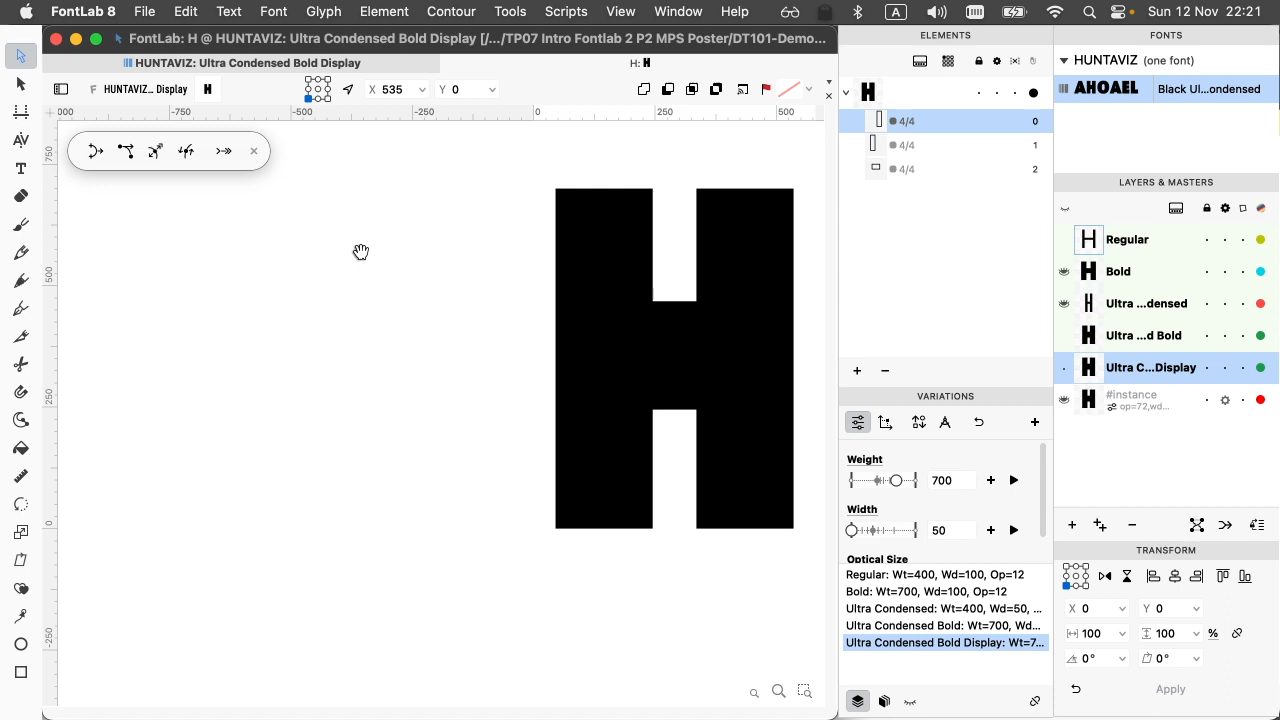 FontLab 8 File Edit Text Font Glyph Element Contour Tools Scripts View Window Help A Sun 12 Nov 22:21
FontLab: H @ HUNTAVIZ: Ultra Condensed Bold Display [/.../TP07 Intro Fontlab 2 P2 MPS Poster/DT101-Demo...
HUNTAVIZ: Ultra Condensed Bold Display
H: H
F HUNTAVIZ... Display H X 535 Y 0
000 -750 -500 -250 0 250 500
750
500
250
0
-250
H
ELEMENTS
H
4/4 0
4/4 1
4/4 2
VARIATIONS
Weight
700
Width
50
Optical Size
Regular: Wt=400, Wd=100, Op=12
Bold: Wt=700, Wd=100, Op=12
Ultra Condensed: Wt=400, Wd=50, ...
Ultra Condensed Bold: Wt=700, Wd...
Ultra Condensed Bold Display: Wt=7...
FONTS
HUNTAVIZ (one font)
AHOAEL Black Ul...ondensed
LAYERS & MASTERS
H Regular
H Bold
H Ultra ...densed
H Ultra ...d Bold
H Ultra C...Display
H #instance
op=72,wd...
TRANSFORM
X 0 Y 0
100 100 %
0° 0°
Apply